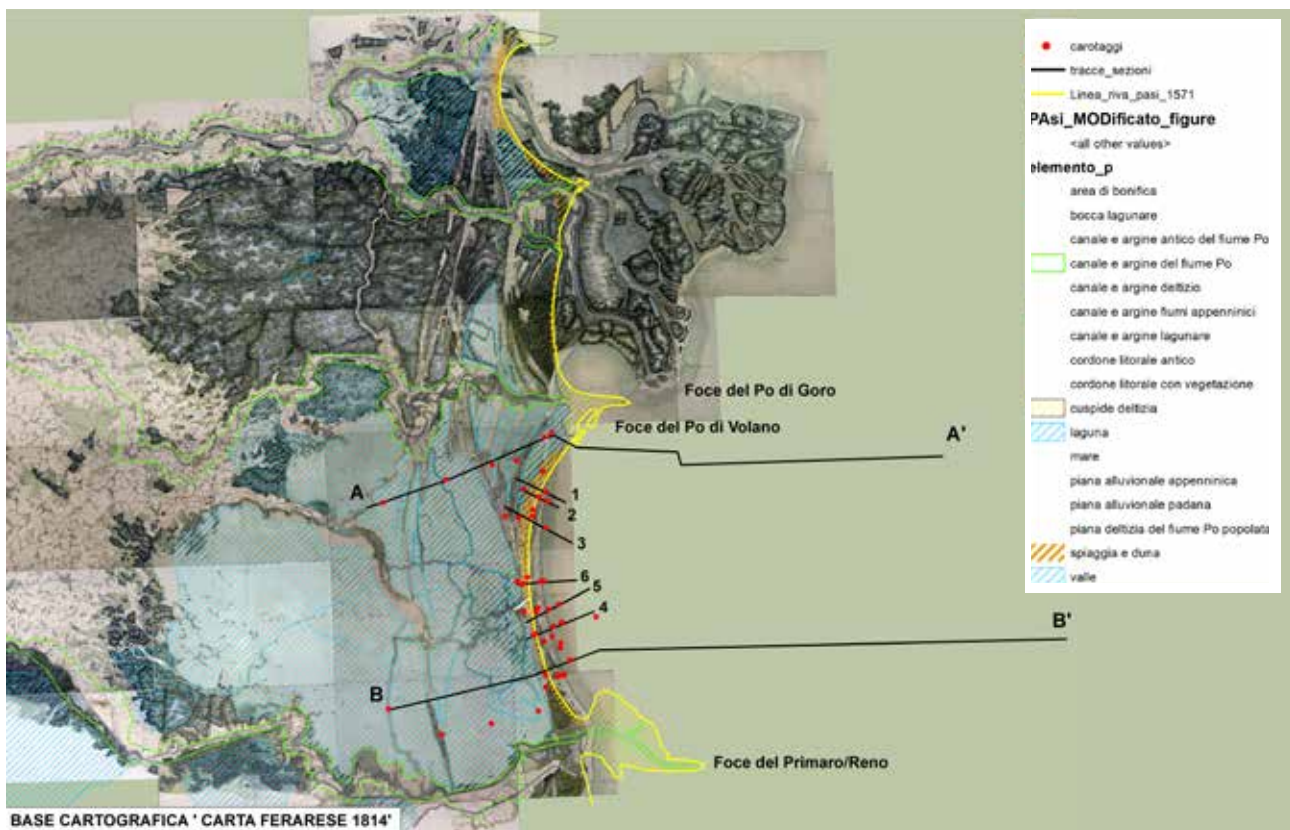 carotaggi
tracce_sezioni
Linea_riva_pasi_1571
PAsi_MODificato_figure
<all other values>
elemento_p
area di bonifica
bocca lagunare
canale e argine antico del fiume Po
canale e argine del fiume Po
canale e argine deltizio
canale e argine fiumi appenninici
canale e argine lagunare
cordone litorale antico
cordone litorale con vegetazione
cuspide deltizia
laguna
mare
piana alluvionale appenninica
piana alluvionale padana
piana deltizia del fiume Po popolata
spiaggia e duna
valle
Foce del Po di Goro
Foce del Po di Volano
A'
A
1
2
3
6
5
4
B'
B
Foce del Primaro/Reno
BASE CARTOGRAFICA ' CARTA FERARESE 1814'